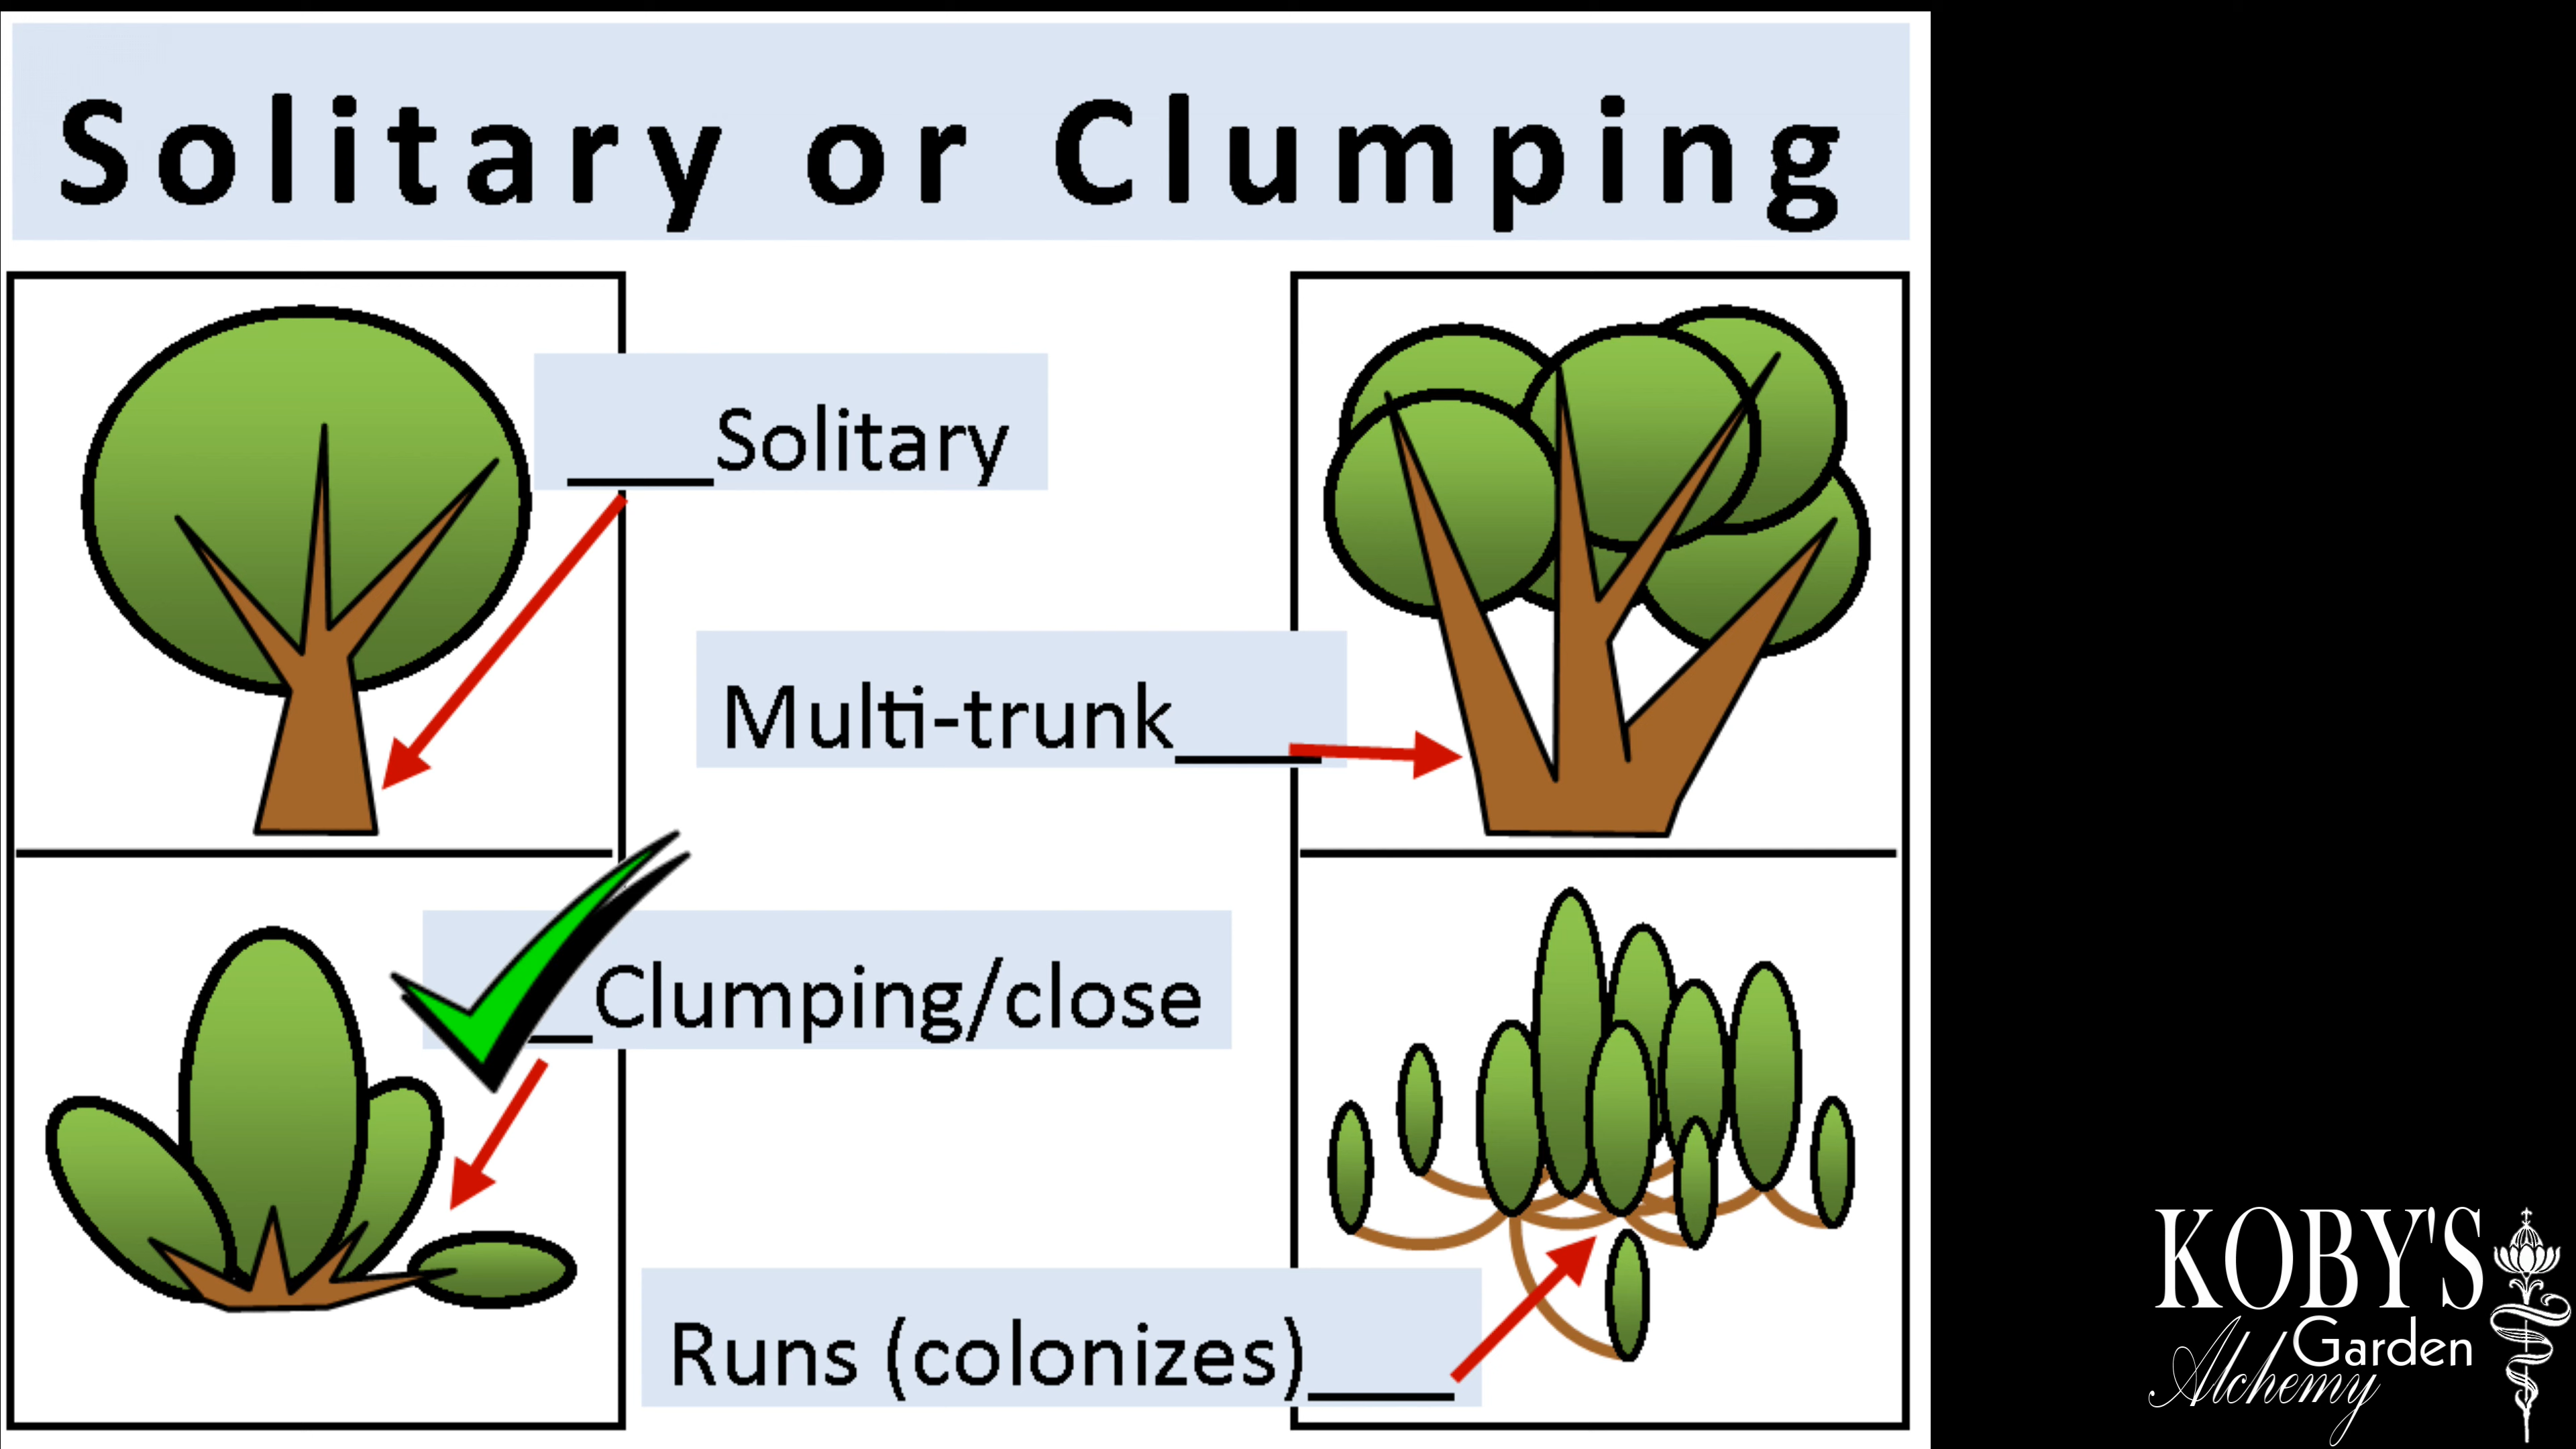 Solitary or Clumping
____Solitary
Multi-trunk____
__Clumping/close
Runs (colonizes)____
KOBY'S
Garden
Alchemy